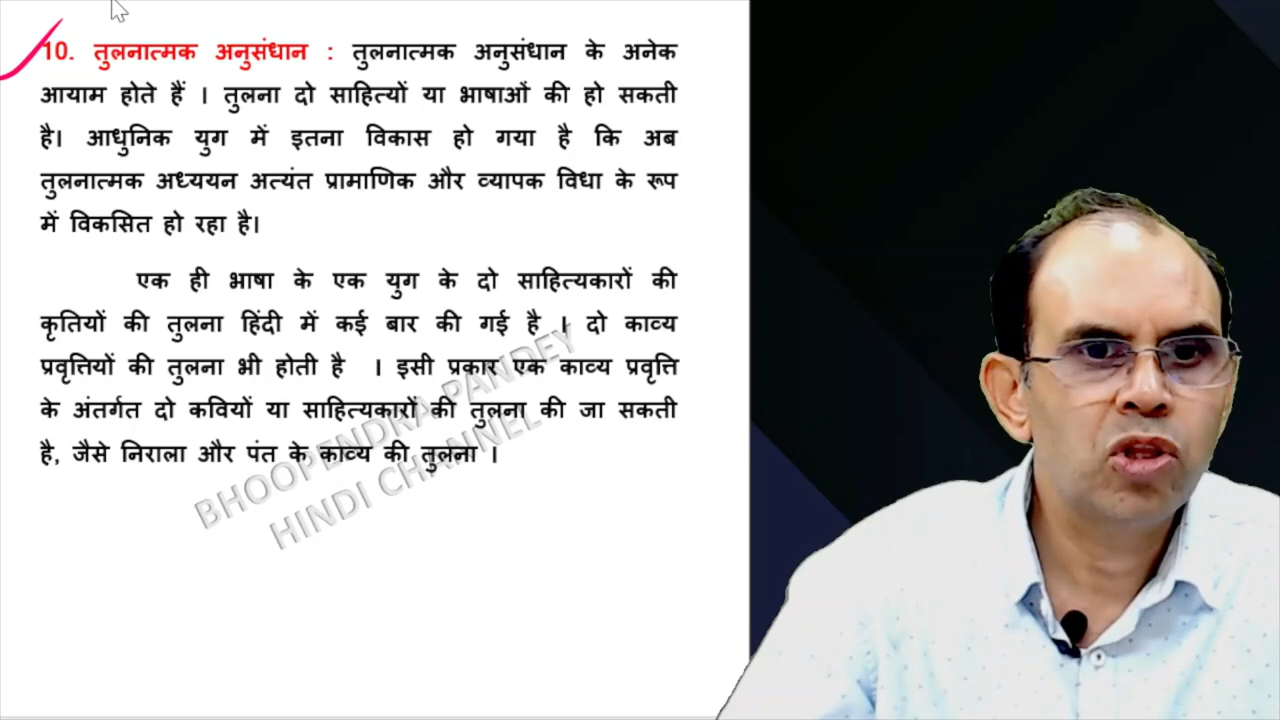 10. तुलनात्मक अनुसंधान : तुलनात्मक अनुसंधान के अनेक
आयाम होते हैं । तुलना दो साहित्यों या भाषाओं की हो सकती
है। आधुनिक युग में इतना विकास हो गया है कि अब
तुलनात्मक अध्ययन अत्यंत प्रामाणिक और व्यापक विधा के रूप
में विकसित हो रहा है।
एक ही भाषा के एक युग के दो साहित्यकारों की
कृतियों की तुलना हिंदी में कई बार की गई है । दो काव्य
प्रवृत्तियों की तुलना भी होती है । इसी प्रकार एक काव्य प्रवृत्ति
के अंतर्गत दो कवियों या साहित्यकारों की तुलना की जा सकती
है, जैसे निराला और पंत के काव्य की तुलना ।
BHOOPENDRA PANDEY
HINDI CHANNEL